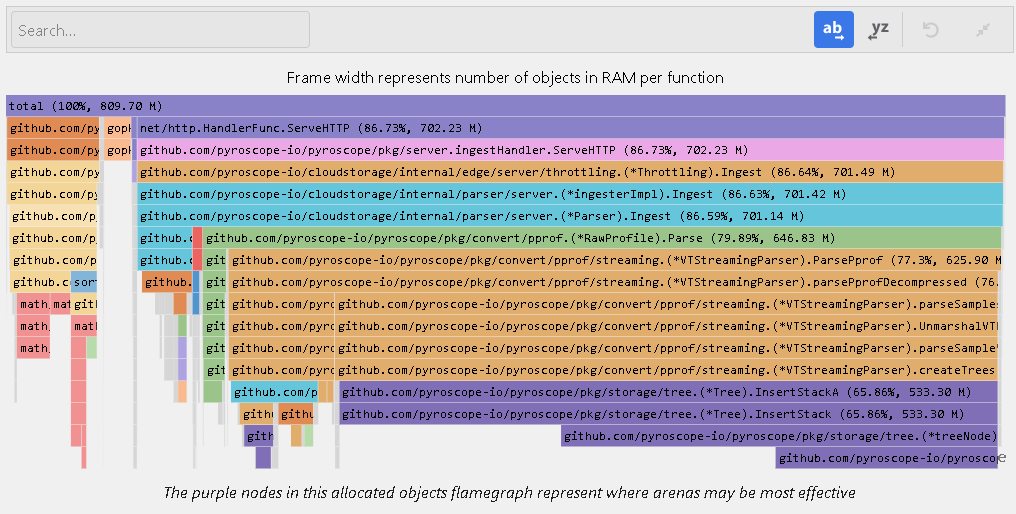 Search...
ab
yz
Frame width represents number of objects in RAM per function
total (100%, 809.70 M)
github.com/py goph net/http.HandlerFunc.ServeHTTP (86.73%, 702.23 M)
github.com/py goph github.com/pyroscope-io/pyroscope/pkg/server.ingestHandler.ServeHTTP (86.73%, 702.23 M)
github.com/py github.com/pyroscope-io/cloudstorage/internal/edge/server/throttling.(*Throttling).Ingest (86.64%, 701.49 M)
github.com/py github.com/pyroscope-io/cloudstorage/internal/parser/server.(*ingesterImpl).Ingest (86.63%, 701.42 M)
github.com/p github.com/pyroscope-io/cloudstorage/internal/parser/server.(*Parser).Ingest (86.59%, 701.14 M)
github.com/p github. github.com/pyroscope-io/pyroscope/pkg/convert/pprof.(*RawProfile).Parse (79.89%, 646.83 M)
github.com/p github. git github.com/pyroscope-io/pyroscope/pkg/convert/pprof/streaming.(*VTStreamingParser).ParsePprof (77.3%, 625.90 M
github.c sor github. git github.com/pyroscope-io/pyroscope/pkg/convert/pprof/streaming.(*VTStreamingParser).parsePprofDecompressed (76.
math mat git git github.com/pyro github.com/pyroscope-io/pyroscope/pkg/convert/pprof/streaming.(*VTStreamingParser).parseSample
math mat git github.com/pyro github.com/pyroscope-io/pyroscope/pkg/convert/pprof/streaming.(*VTStreamingParser).UnmarshalVT
math git github.com/pyro github.com/pyroscope-io/pyroscope/pkg/convert/pprof/streaming.(*VTStreamingParser).parseSample
git github.com/pyro github.com/pyroscope-io/pyroscope/pkg/convert/pprof/streaming.(*VTStreamingParser).createTrees
git github.com/p github.com/pyroscope-io/pyroscope/pkg/storage/tree.(*Tree).InsertStackA (65.86%, 533.30 M)
gith githu github.com/pyroscope-io/pyroscope/pkg/storage/tree.(*Tree).InsertStack (65.86%, 533.30 M)
gith github.com/pyroscope-io/pyroscope/pkg/storage/tree.(*treeNode)
github.com/pyroscope-io/pyroscope
The purple nodes in this allocated objects flamegraph represent where arenas may be most effective